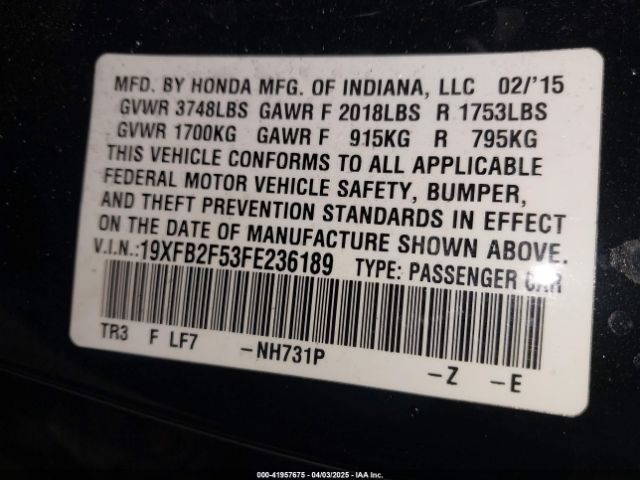 MFD. BY HONDA MFG. OF INDIANA, LLC 02/'15
GVWR 3748LBS GAWR F 2018LBS R 1753LBS
GVWR 1700KG GAWR F 915KG R 795KG
THIS VEHICLE CONFORMS TO ALL APPLICABLE
FEDERAL MOTOR VEHICLE SAFETY, BUMPER,
AND THEFT PREVENTION STANDARDS IN EFFECT
ON THE DATE OF MANUFACTURE SHOWN ABOVE.
V.I.N.:19XFB2F53FE236189 TYPE: PASSENGER CAR
TR3 F LF7 -NH731P -Z -E
000-41957675 - 04/03/2025 - IAA Inc.